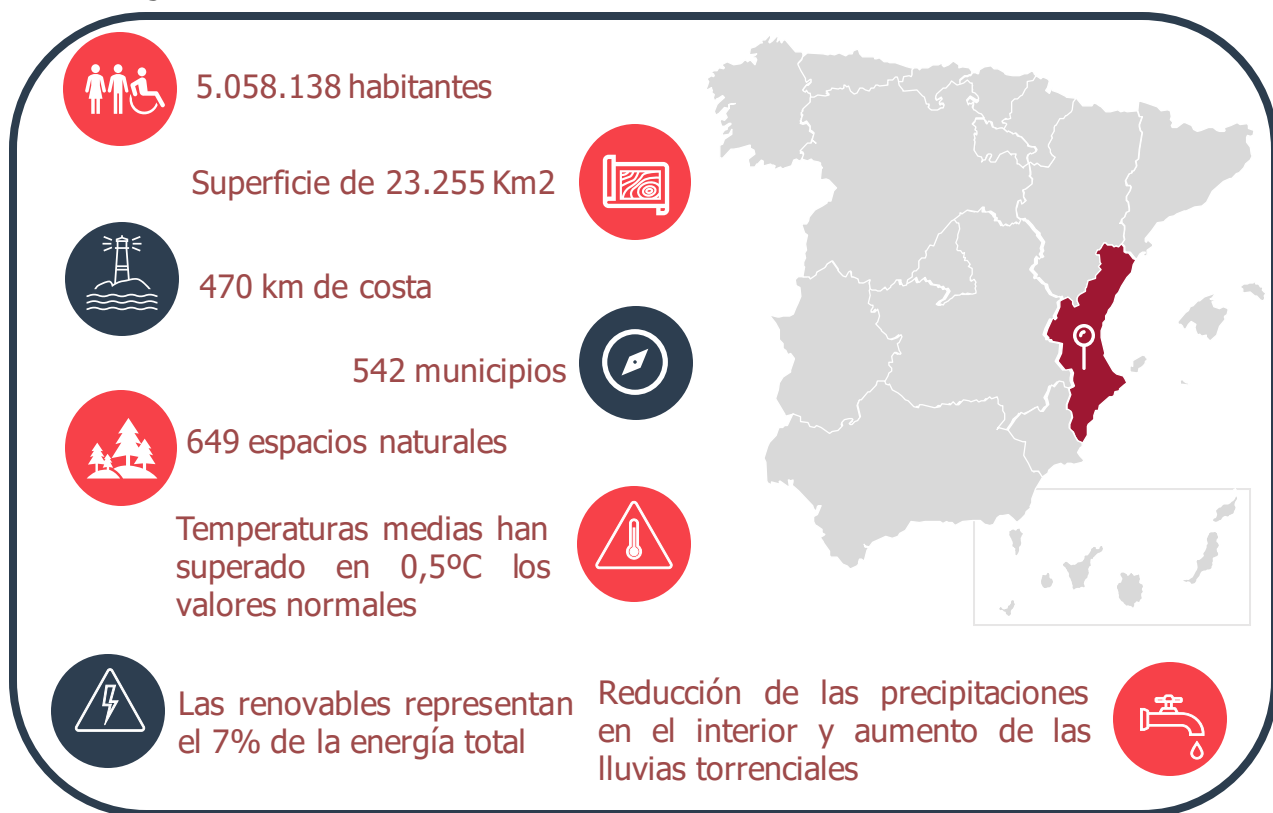 5.058.138 habitantes
Superficie de 23.255 Km2
470 km de costa
542 municipios
649 espacios naturales
Temperaturas medias han
superado en 0,5ºC los
valores normales
Las renovables representan
el 7% de la energía total
Reducción de las precipitaciones
en el interior y aumento de las
lluvias torrenciales